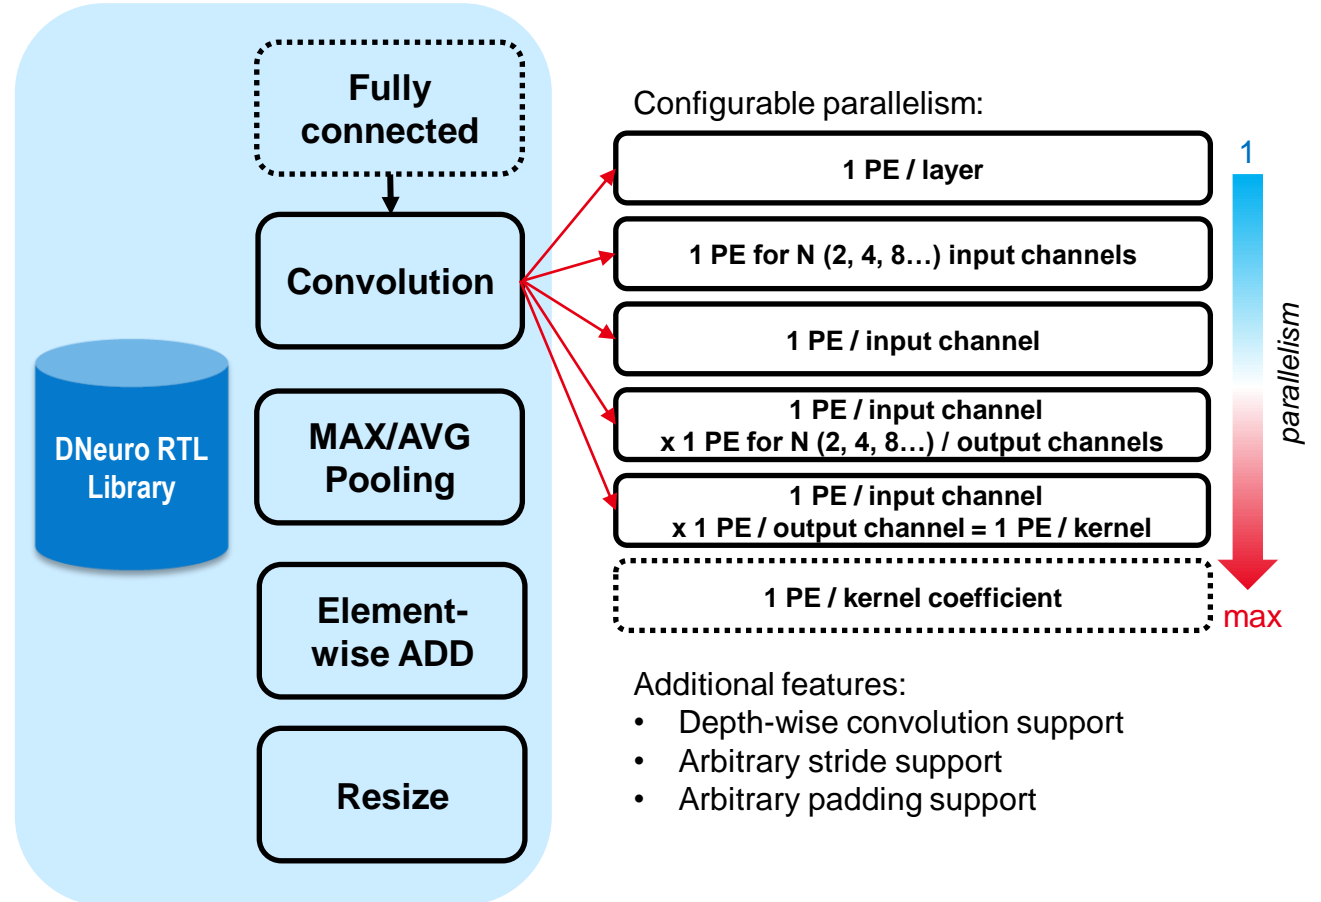 Fully
connected
Convolution
DNeuro RTL
Library
MAX/AVG
Pooling
Element-
wise ADD
Resize
Configurable parallelism:
1 PE / layer
1 PE for N (2, 4, 8…) input channels
1 PE / input channel
1 PE / input channel
x 1 PE for N (2, 4, 8…) / output channels
1 PE / input channel
x 1 PE / output channel = 1 PE / kernel
1 PE / kernel coefficient
1
parallelism
max
Additional features:
• Depth-wise convolution support
• Arbitrary stride support
• Arbitrary padding support